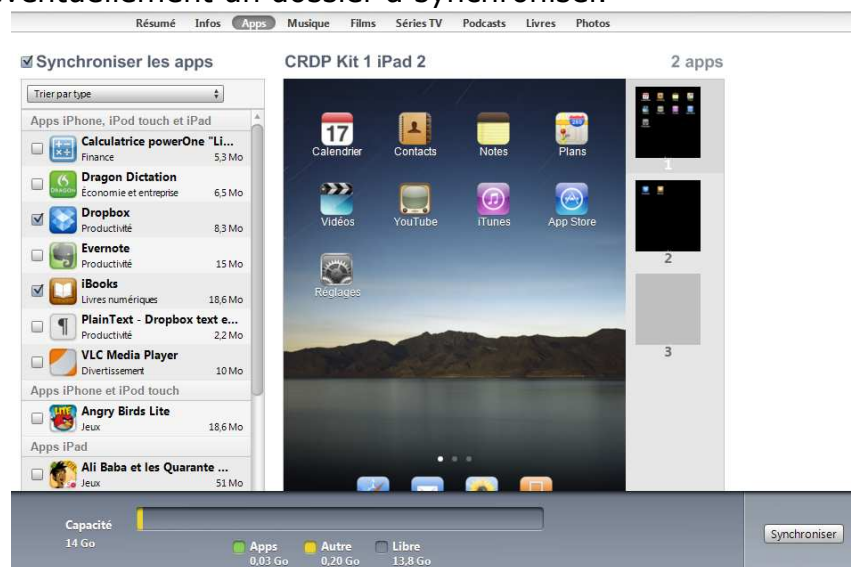 éventuellement un dossier à synchroniser.
Résumé Infos Apps Musique Films Séries TV Podcasts Livres Photos
Synchroniser les apps
CRDP Kit 1 iPad 2
2 apps
Trier par type
Apps iPhone, iPod touch et iPad
Calculatrice powerOne "Li...
Finance 5,3 Mo
Dragon Dictation
Économie et entreprise 6,5 Mo
Dropbox
Productivité 8,3 Mo
Evernote
Productivité 15 Mo
iBooks
Livres numériques 18,6 Mo
PlainText - Dropbox text e...
Productivité 2,2 Mo
VLC Media Player
Divertissement 10 Mo
Apps iPhone et iPod touch
Angry Birds Lite
Jeux 18,6 Mo
Apps iPad
Ali Baba et les Quarante ...
Jeux 51 Mo
17
Calendrier Contacts Notes Plans
Vidéos YouTube iTunes App Store
Réglages
1
2
3
Capacité
14 Go
Apps
0,03 Go
Autre
0,20 Go
Libre
13,8 Go
Synchroniser